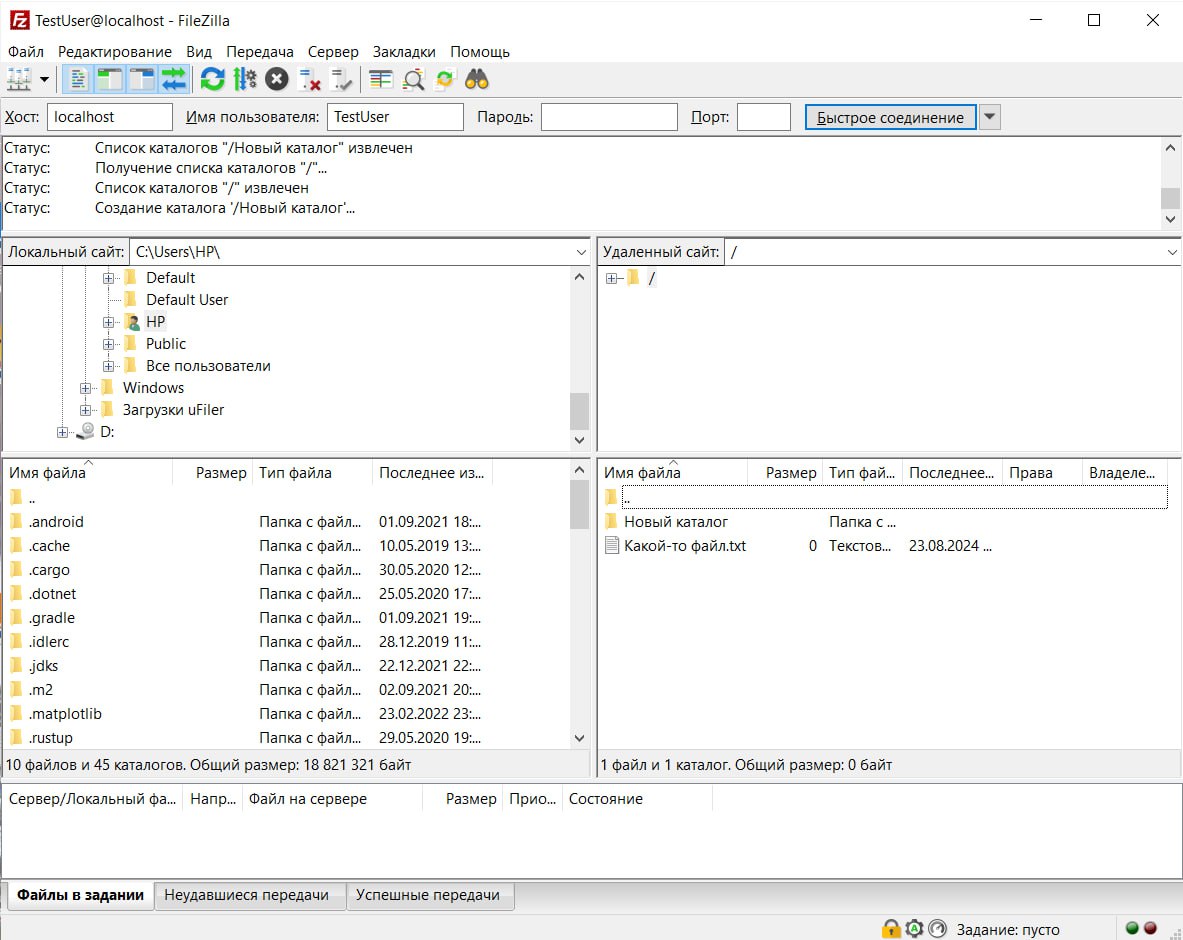 TestUser@localhost - FileZilla
Файл Редактирование Вид Передача Сервер Закладки Помощь
Хост: localhost Имя пользователя: TestUser Пароль: Порт: Быстрое соединение
Статус: Список каталогов "/Новый каталог" извлечен
Статус: Получение списка каталогов "/"...
Статус: Список каталогов "/" извлечен
Статус: Создание каталога '/Новый каталог'...
Локальный сайт: C:\Users\HP\
Default
Default User
HP
Public
Все пользователи
Windows
Загрузки uFiler
D:
Удаленный сайт: /
/
Имя файла Размер Тип файла Последнее из...
..
.android Папка с файл... 01.09.2021 18:...
.cache Папка с файл... 10.05.2019 13:...
.cargo Папка с файл... 30.05.2020 12:...
.dotnet Папка с файл... 25.05.2020 17:...
.gradle Папка с файл... 01.09.2021 19:...
.idlerc Папка с файл... 28.12.2019 11:...
.jdks Папка с файл... 22.12.2021 22:...
.m2 Папка с файл... 02.09.2021 20:...
.matplotlib Папка с файл... 23.02.2022 23:...
.rustup Папка с файл... 29.05.2020 19:...
10 файлов и 45 каталогов. Общий размер: 18 821 321 байт
Имя файла Размер Тип фай... Последнее... Права Владеле...
..
Новый каталог Папка с ...
Какой-то файл.txt 0 Текстов... 23.08.2024 ...
1 файл и 1 каталог. Общий размер: 0 байт
Сервер/Локальный фа... Напр... Файл на сервере Размер Прио... Состояние
Файлы в задании Неудавшиеся передачи Успешные передачи
Задание: пусто